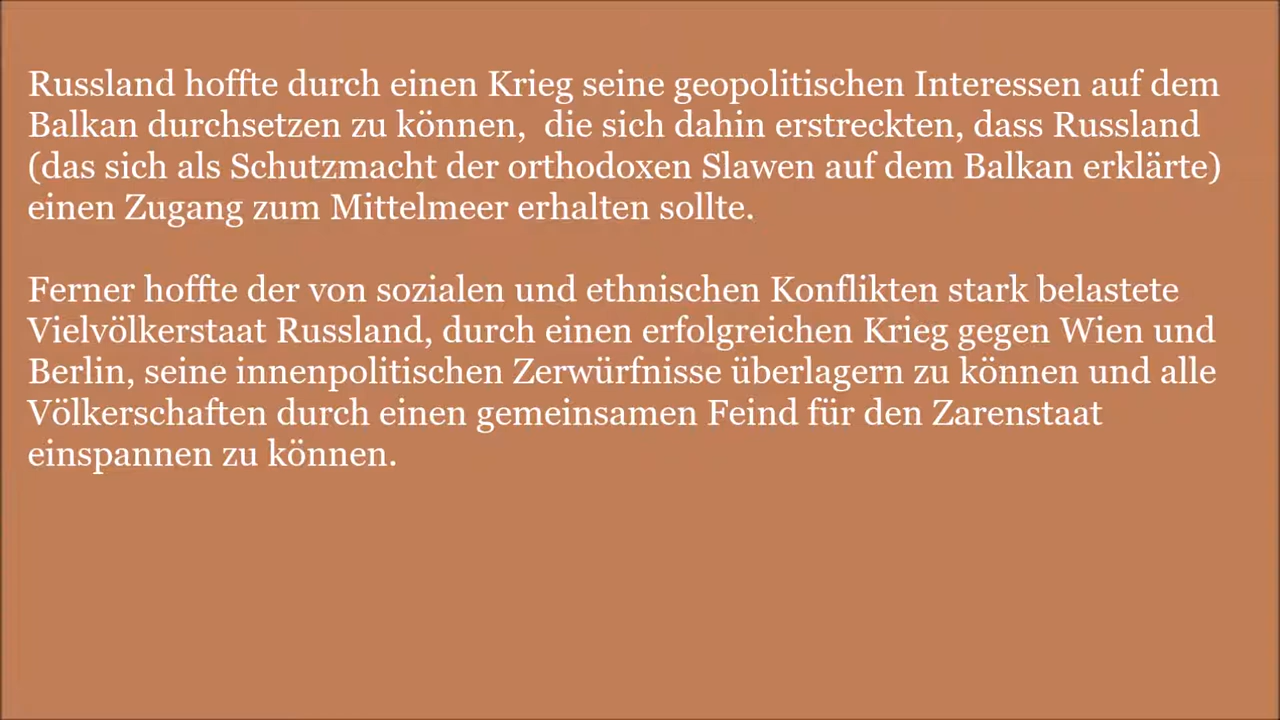 Russland hoffte durch einen Krieg seine geopolitischen Interessen auf dem
Balkan durchsetzen zu können,  die sich dahin erstreckten, dass Russland
(das sich als Schutzmacht der orthodoxen Slawen auf dem Balkan erklärte)
einen Zugang zum Mittelmeer erhalten sollte.
Ferner hoffte der von sozialen und ethnischen Konflikten stark belastete
Vielvölkerstaat Russland, durch einen erfolgreichen Krieg gegen Wien und
Berlin, seine innenpolitischen Zerwürfnisse überlagern zu können und alle
Völkerschaften durch einen gemeinsamen Feind für den Zarenstaat
einspannen zu können.